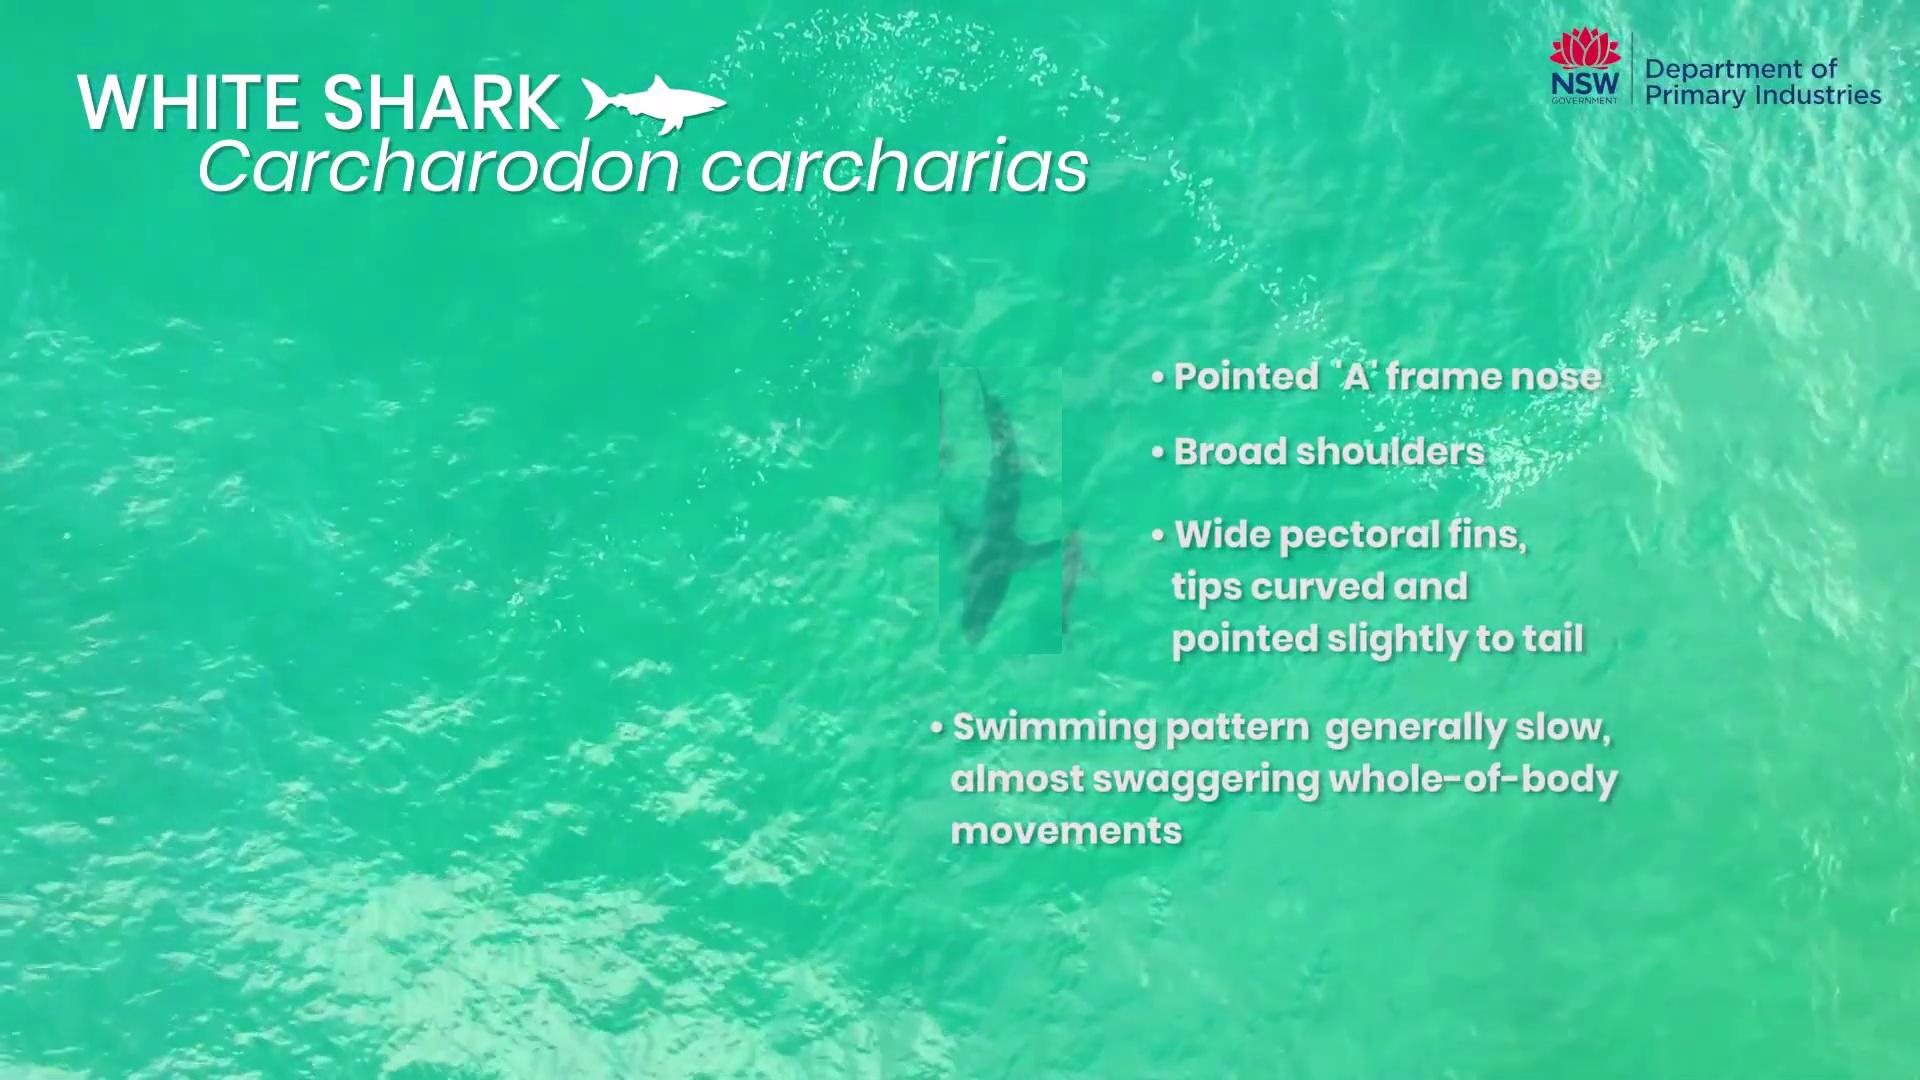 WHITE SHARK
Carcharodon carcharias
NSW
GOVERNMENT
Department of
Primary Industries
• Pointed 'A' frame nose
• Broad shoulders
• Wide pectoral fins,
tips curved and
pointed slightly to tail
• Swimming pattern generally slow,
almost swaggering whole-of-body
movements